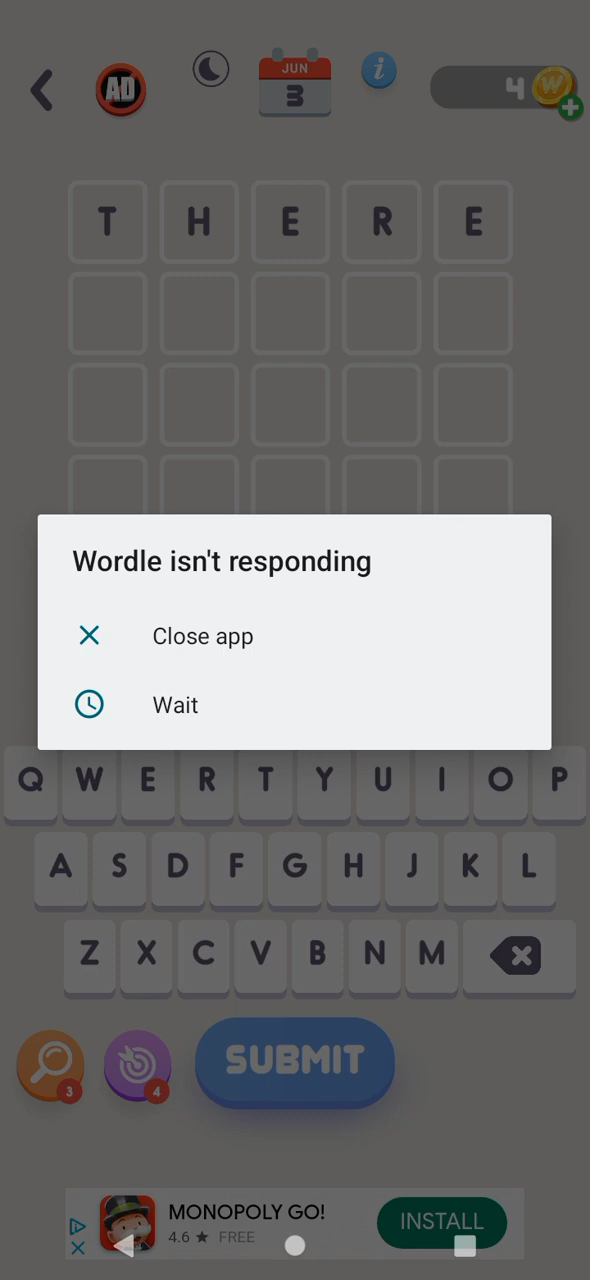 AD
JUN
3
i
4
W
T H E R E
Wordle isn't responding
Close app
Wait
Q W E R T Y U I O P
A S D F G H J K L
Z X C V B N M
3
4
SUBMIT
MONOPOLY GO!
4.6 ★ FREE
INSTALL